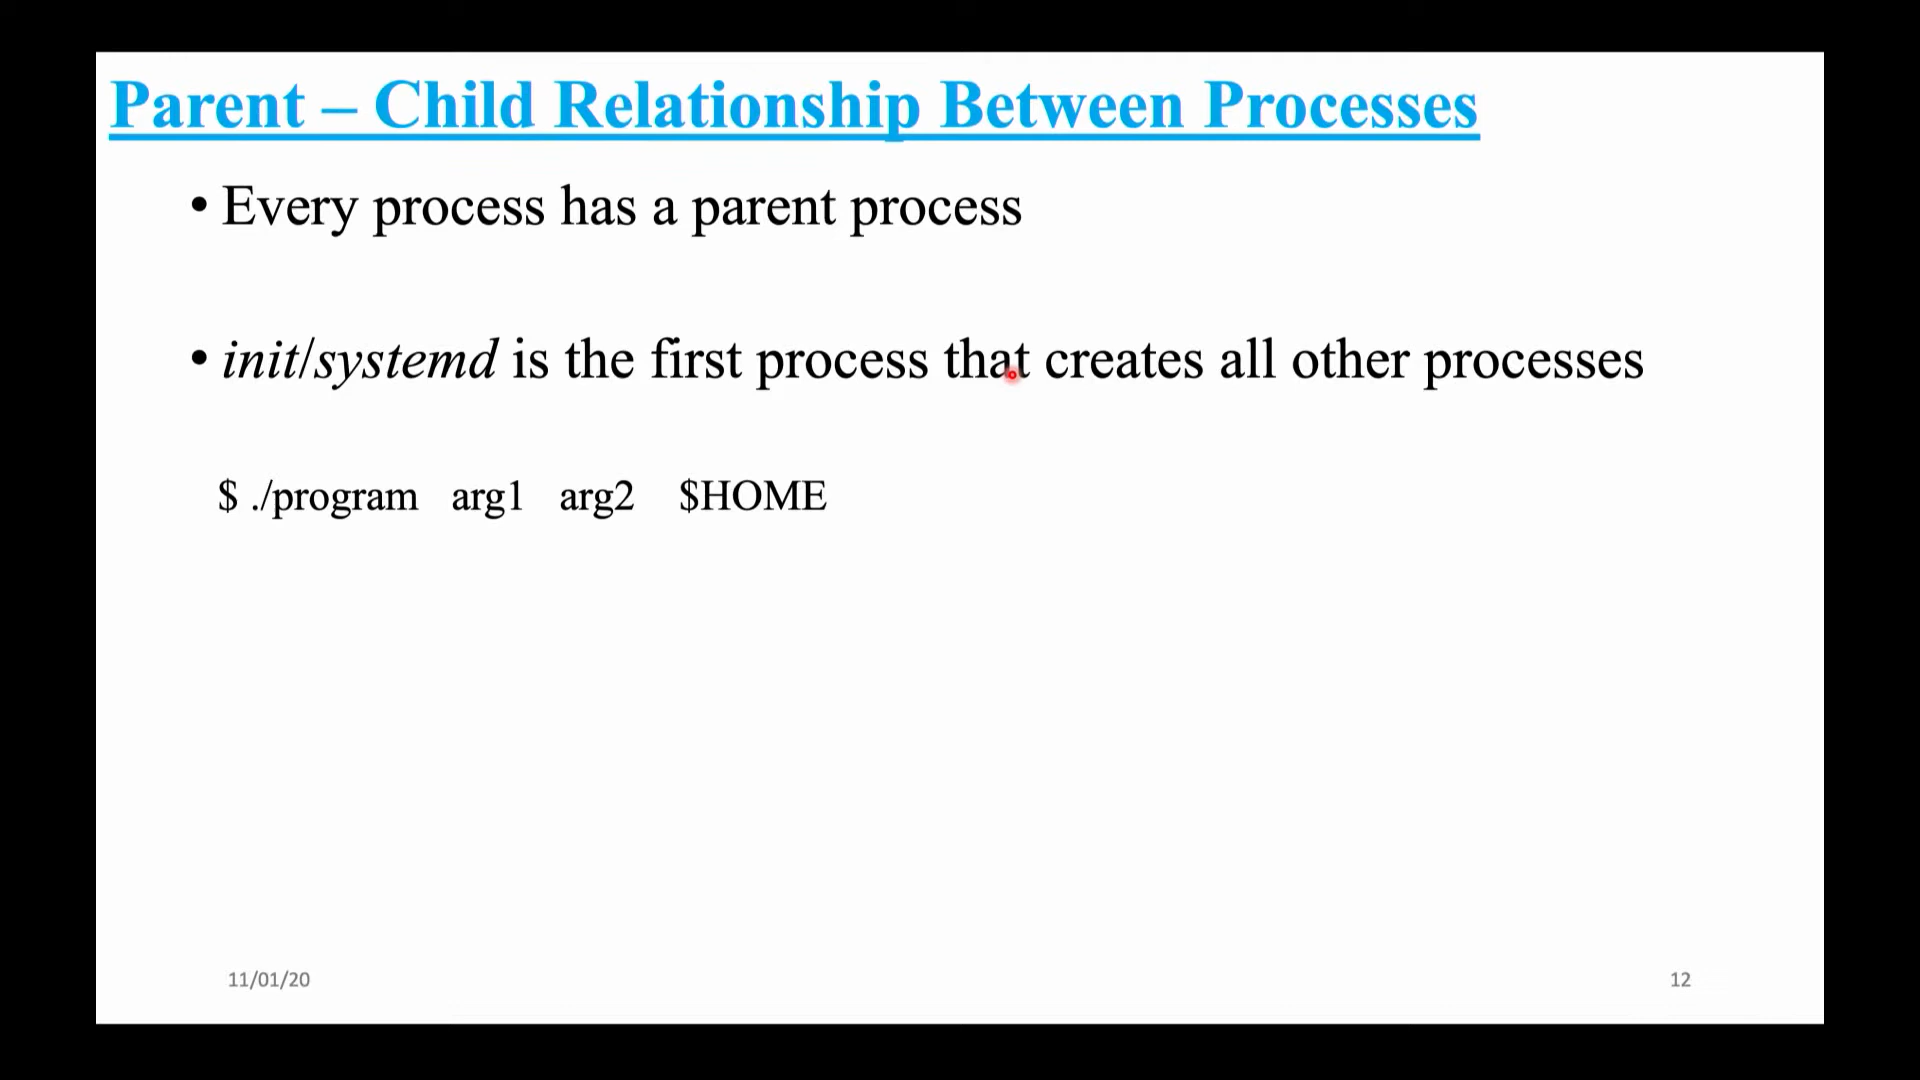 Parent – Child Relationship Between Processes
• Every process has a parent process
• init/systemd is the first process that creates all other processes
$ ./program arg1 arg2 $HOME
11/01/20
12